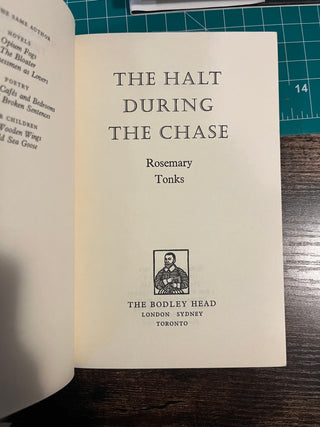 THE SAME AUTHOR
NOVELS
Opium Fogs
The Bloater
Businessmen as Lovers
POETRY
Cafés and Bedrooms
Broken Sentences
CHILDREN
Wooden Wings
Sea Goose
THE HALT
DURING
THE CHASE
Rosemary
Tonks
THE BODLEY HEAD
LONDON SYDNEY
TORONTO
14